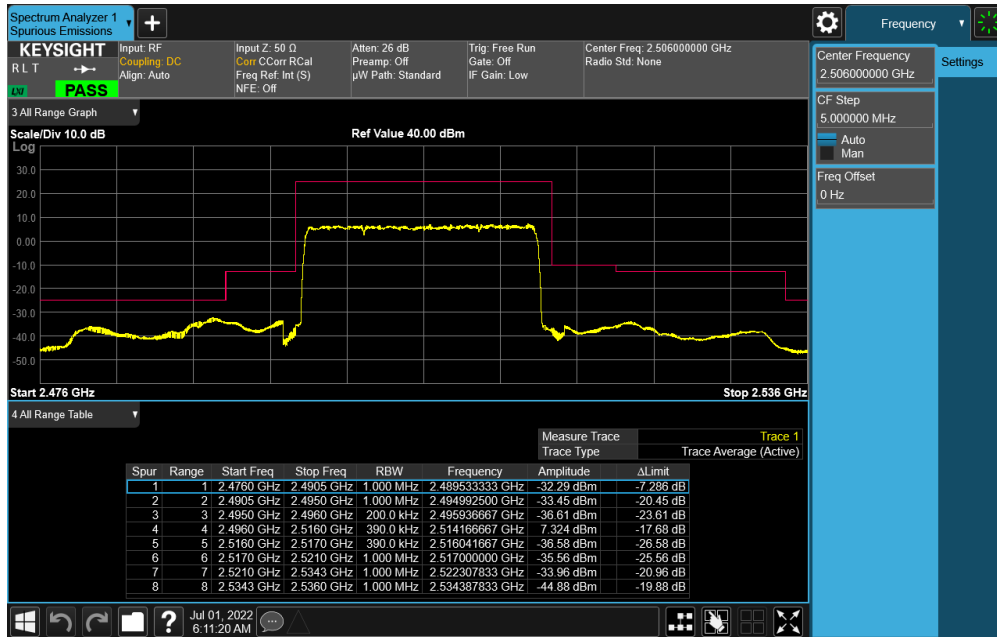 Spectrum Analyzer 1
Spurious Emissions
Frequency
KEYSIGHT
R L T
LXI
PASS
Input: RF
Coupling: DC
Align: Auto
Input Z: 50 Ω
Corr CCorr RCal
Freq Ref: Int (S)
NFE: Off
Atten: 26 dB
Preamp: Off
µW Path: Standard
Trig: Free Run
Gate: Off
IF Gain: Low
Center Freq: 2.506000000 GHz
Radio Std: None
Center Frequency
2.506000000 GHz
Settings
CF Step
5.000000 MHz
Auto
Man
Freq Offset
0 Hz
3 All Range Graph
Scale/Div 10.0 dB
Ref Value 40.00 dBm
Log
30.0
20.0
10.0
0.00
-10.0
-20.0
-30.0
-40.0
-50.0
Start 2.476 GHz
Stop 2.536 GHz
4 All Range Table
Measure Trace Trace 1
Trace Type Trace Average (Active)
Spur Range Start Freq Stop Freq RBW Frequency Amplitude ΔLimit
1 1 2.4760 GHz 2.4905 GHz 1.000 MHz 2.489533333 GHz -32.29 dBm -7.286 dB
2 2 2.4905 GHz 2.4950 GHz 1.000 MHz 2.494992500 GHz -33.45 dBm -20.45 dB
3 3 2.4950 GHz 2.4960 GHz 200.0 kHz 2.495936667 GHz -36.61 dBm -23.61 dB
4 4 2.4960 GHz 2.5160 GHz 390.0 kHz 2.514166667 GHz 7.324 dBm -17.68 dB
5 5 2.5160 GHz 2.5170 GHz 390.0 kHz 2.516041667 GHz -36.58 dBm -26.58 dB
6 6 2.5170 GHz 2.5210 GHz 1.000 MHz 2.517000000 GHz -35.56 dBm -25.56 dB
7 7 2.5210 GHz 2.5343 GHz 1.000 MHz 2.522307833 GHz -33.96 dBm -20.96 dB
8 8 2.5343 GHz 2.5360 GHz 1.000 MHz 2.534387833 GHz -44.88 dBm -19.88 dB
Jul 01, 2022
6:11:20 AM